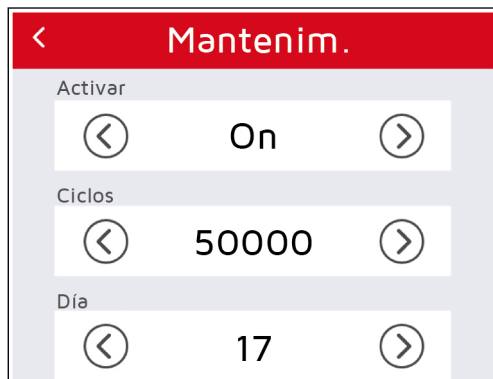 Mantenim.
Activar
On
Ciclos
50000
Día
17